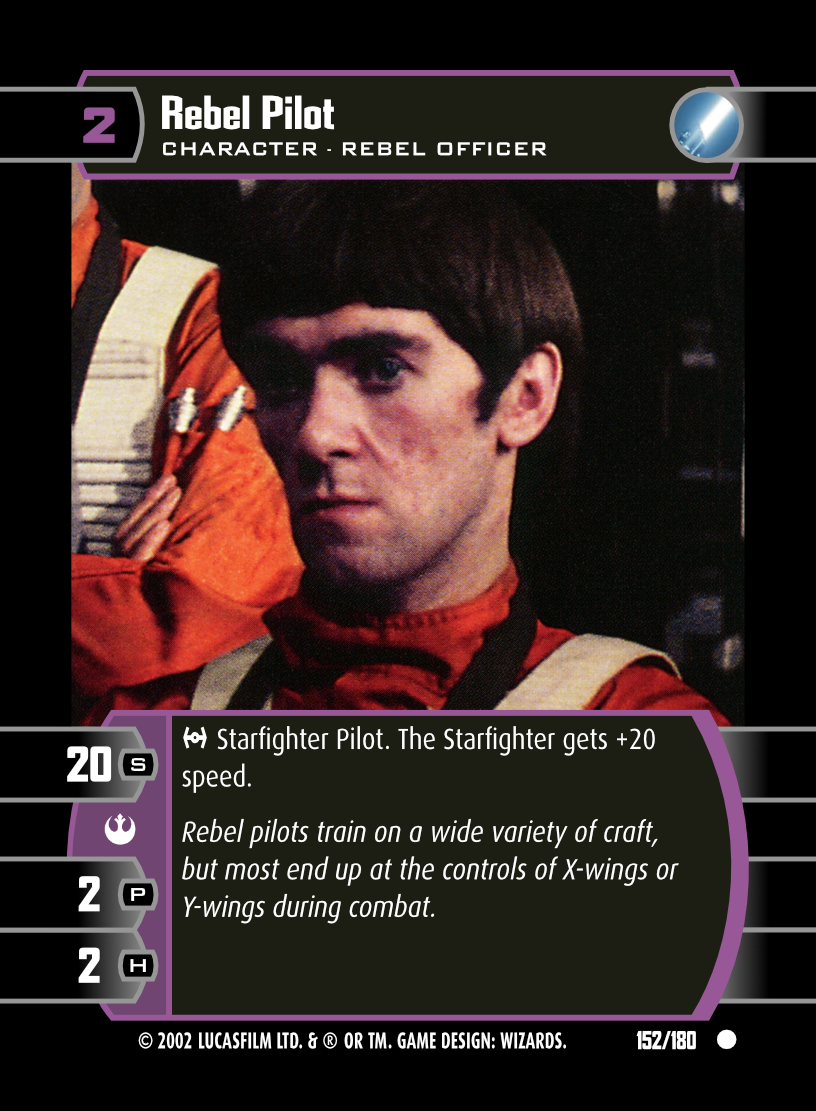 2
Rebel Pilot
CHARACTER - REBEL OFFICER
Starfighter Pilot. The Starfighter gets +20
speed.
20 S
Rebel pilots train on a wide variety of craft,
but most end up at the controls of X-wings or
Y-wings during combat.
2 P
2 H
© 2002 LUCASFILM LTD. & ® OR TM. GAME DESIGN: WIZARDS.
152/180